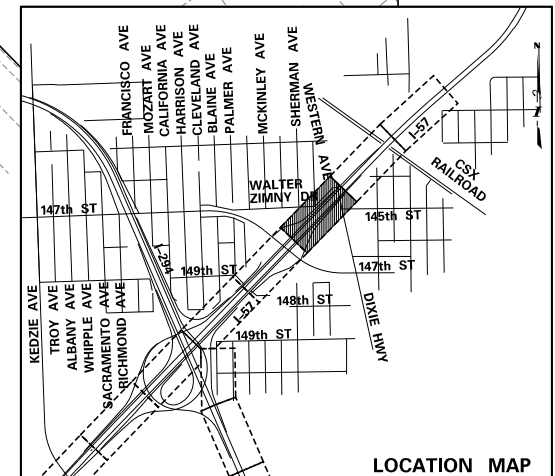 FRANCISCO AVE
MOZART AVE
CALIFORNIA AVE
HARRISON AVE
CLEVELAND AVE
BLAINE AVE
PALMER AVE
MCKINLEY AVE
SHERMAN AVE
WESTERN AVE
I-57
CSX
RAILROAD
WALTER
ZIMNY DR
147th ST
145th ST
I-294
149th ST
147th ST
148th ST
I-57
149th ST
DIXIE HWY
KEDZIE AVE
TROY AVE
ALBANY AVE
WHIPPLE AVE
SACRAMENTO AVE
RICHMOND AVE
LOCATION MAP